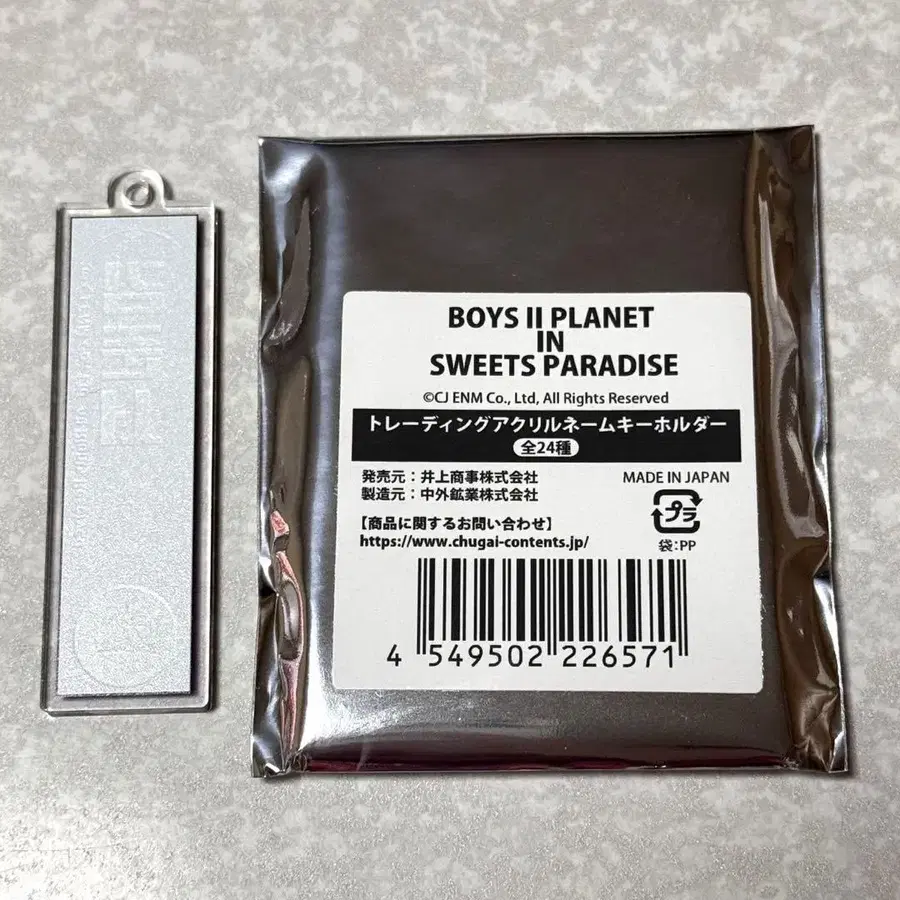 BOYS II PLANET
IN
SWEETS PARADISE
©CJ ENM Co., Ltd, All Rights Reserved
トレーディングアクリルネームキーホルダー
全24種
発売元：井上商事株式会社
製造元：中外鉱業株式会社
MADE IN JAPAN
プラ
袋:PP
【商品に関するお問い合わせ】
https://www.chugai-contents.jp/
4 549502 226571